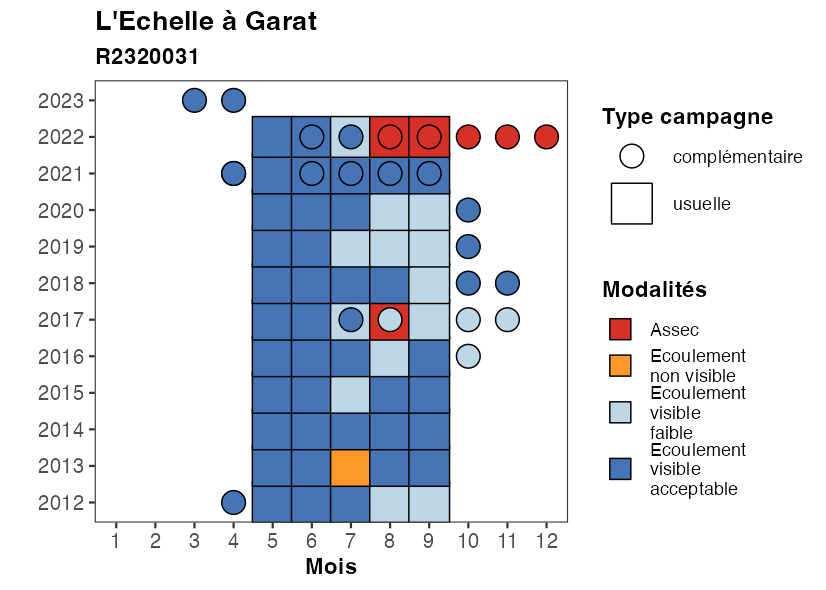 L'Echelle à Garat
R2320031
2023
2022
2021
2020
2019
2018
2017
2016
2015
2014
2013
2012
1 2 3 4 5 6 7 8 9 10 11 12
Mois
Type campagne
complémentaire
usuelle
Modalités
Assec
Ecoulement
non visible
Ecoulement
visible
faible
Ecoulement
visible
acceptable